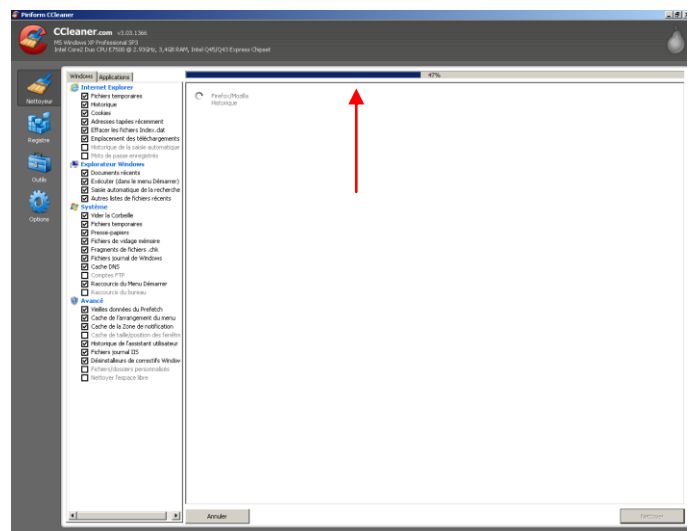 Piriform CCleaner
CCleaner.com v3.03.1366
MS Windows XP Professional SP3
Intel Core2 Duo CPU E7500 @ 2.93GHz, 3,4GB RAM, Intel Q45/Q43 Express Chipset
Nettoyeur
Registre
Outils
Options
Windows
Applications
47%
Internet Explorer
Fichiers temporaires
Historique
Cookies
Adresses tapées récemment
Effacer les fichiers Index.dat
Emplacement des téléchargements
Historique de la saisie automatique
Mots de passe enregistrés
Explorateur Windows
Documents récents
Exécuter (dans le menu Démarrer)
Saisie automatique de la recherche
Autres listes de fichiers récents
Système
Vider la Corbeille
Fichiers temporaires
Presse-papiers
Fichiers de vidage mémoire
Fragments de fichiers .chk
Fichiers journal de Windows
Cache DNS
Comptes FTP
Raccourcis du Menu Démarrer
Raccourcis du bureau
Avancé
Vieilles données du Prefetch
Cache de l'arrangement du menu
Cache de la Zone de notification
Cache de taille/position des fenêtre
Historique de l'assistant utilisateur
Fichiers journal IIS
Désinstalleurs de correctifs Window
Fichiers/dossiers personnalisés
Nettoyer l'espace libre
Firefox/Mozilla
Historique
Annuler
Nettoyer